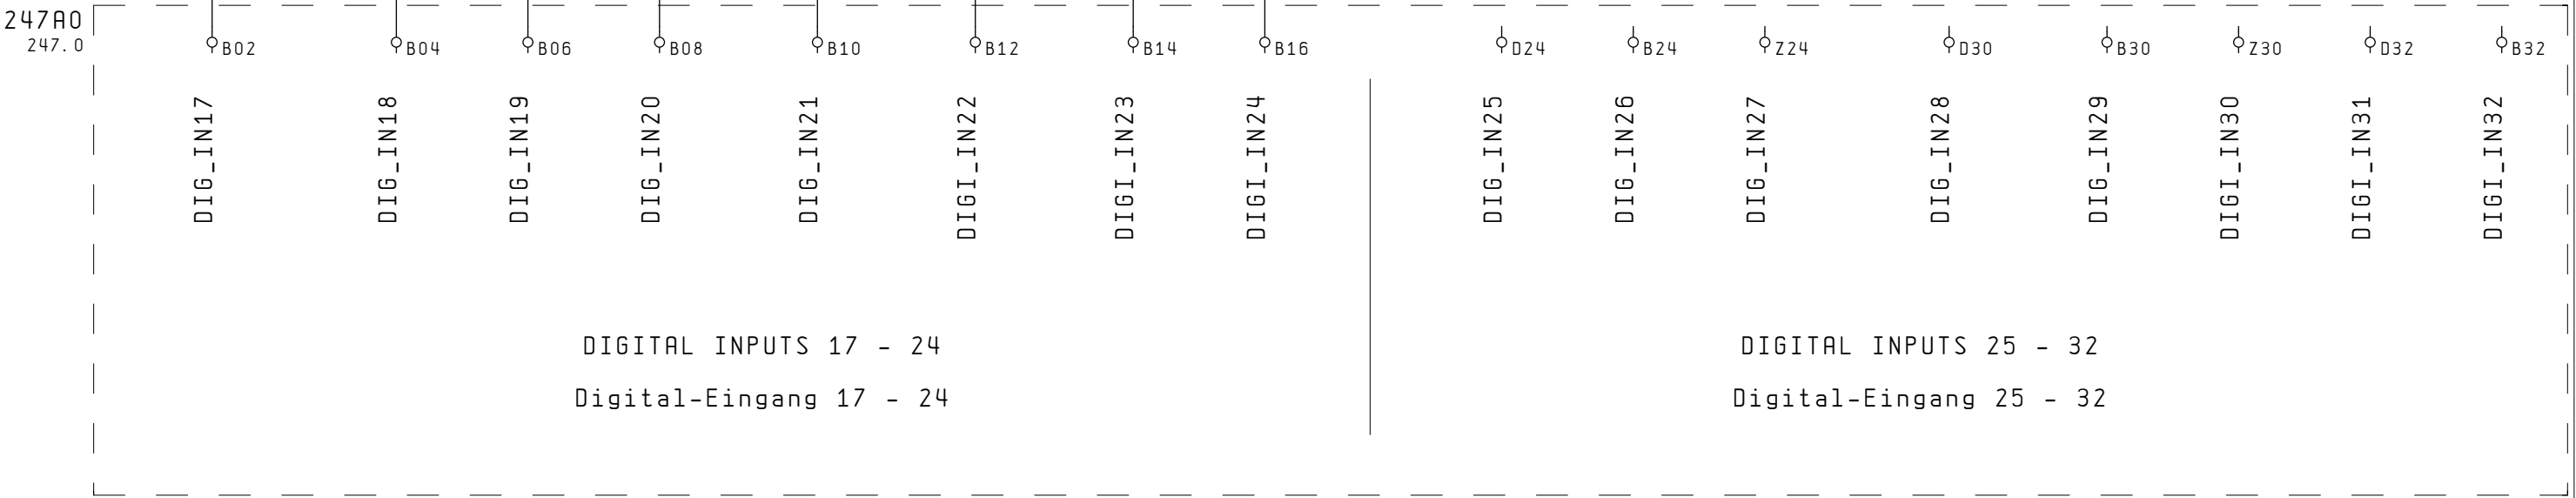 247A0
247.0
B02 B04 B06 B08 B10 B12 B14 B16 D24 B24 Z24 D30 B30 Z30 D32 B32
DIG_IN17
DIG_IN18
DIG_IN19
DIG_IN20
DIG_IN21
DIGI_IN22
DIGI_IN23
DIGI_IN24
DIG_IN25
DIG_IN26
DIG_IN27
DIG_IN28
DIG_IN29
DIGI_IN30
DIGI_IN31
DIGI_IN32
DIGITAL INPUTS 17 - 24
Digital-Eingang 17 - 24
DIGITAL INPUTS 25 - 32
Digital-Eingang 25 - 32